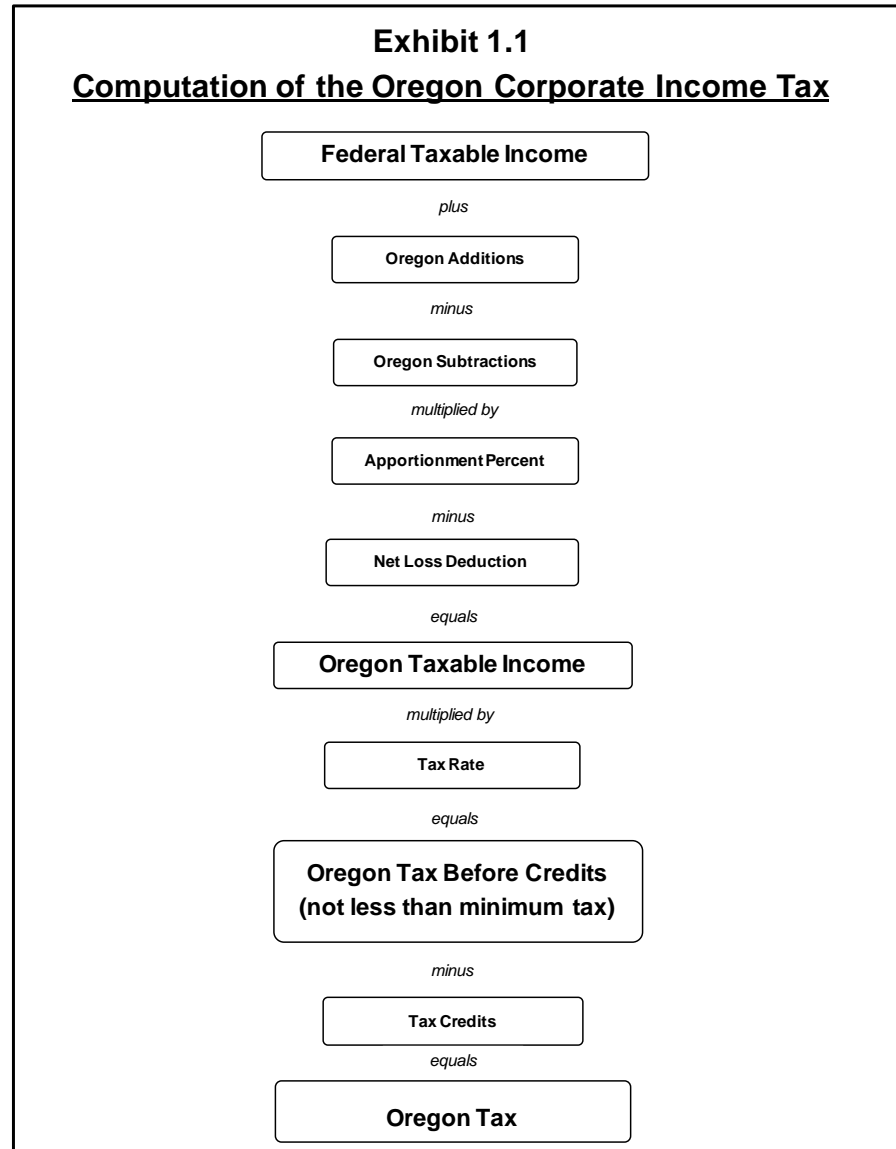 Exhibit 1.1
Computation of the Oregon Corporate Income Tax
Federal Taxable Income
plus
Oregon Additions
minus
Oregon Subtractions
multiplied by
Apportionment Percent
minus
Net Loss Deduction
equals
Oregon Taxable Income
multiplied by
Tax Rate
equals
Oregon Tax Before Credits
(not less than minimum tax)
minus
Tax Credits
equals
Oregon Tax